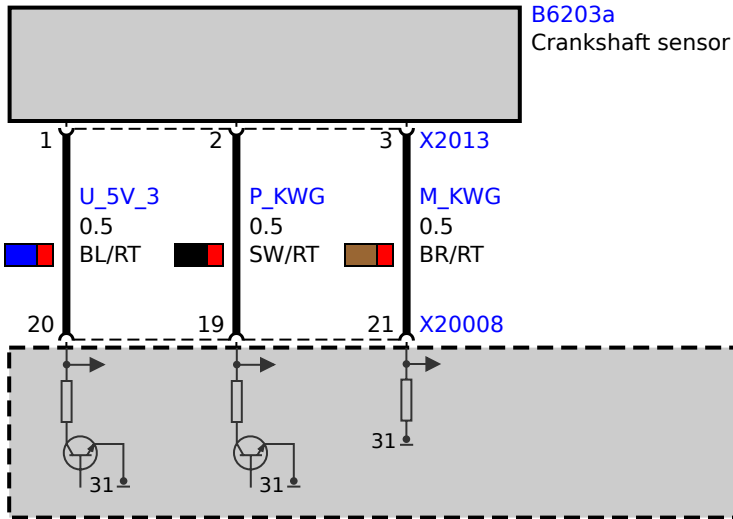 B6203a
Crankshaft sensor
1 2 3 X2013
U_5V_3 P_KWG M_KWG
0.5 0.5 0.5
BL/RT SW/RT BR/RT
20 19 21 X20008
31
31 31